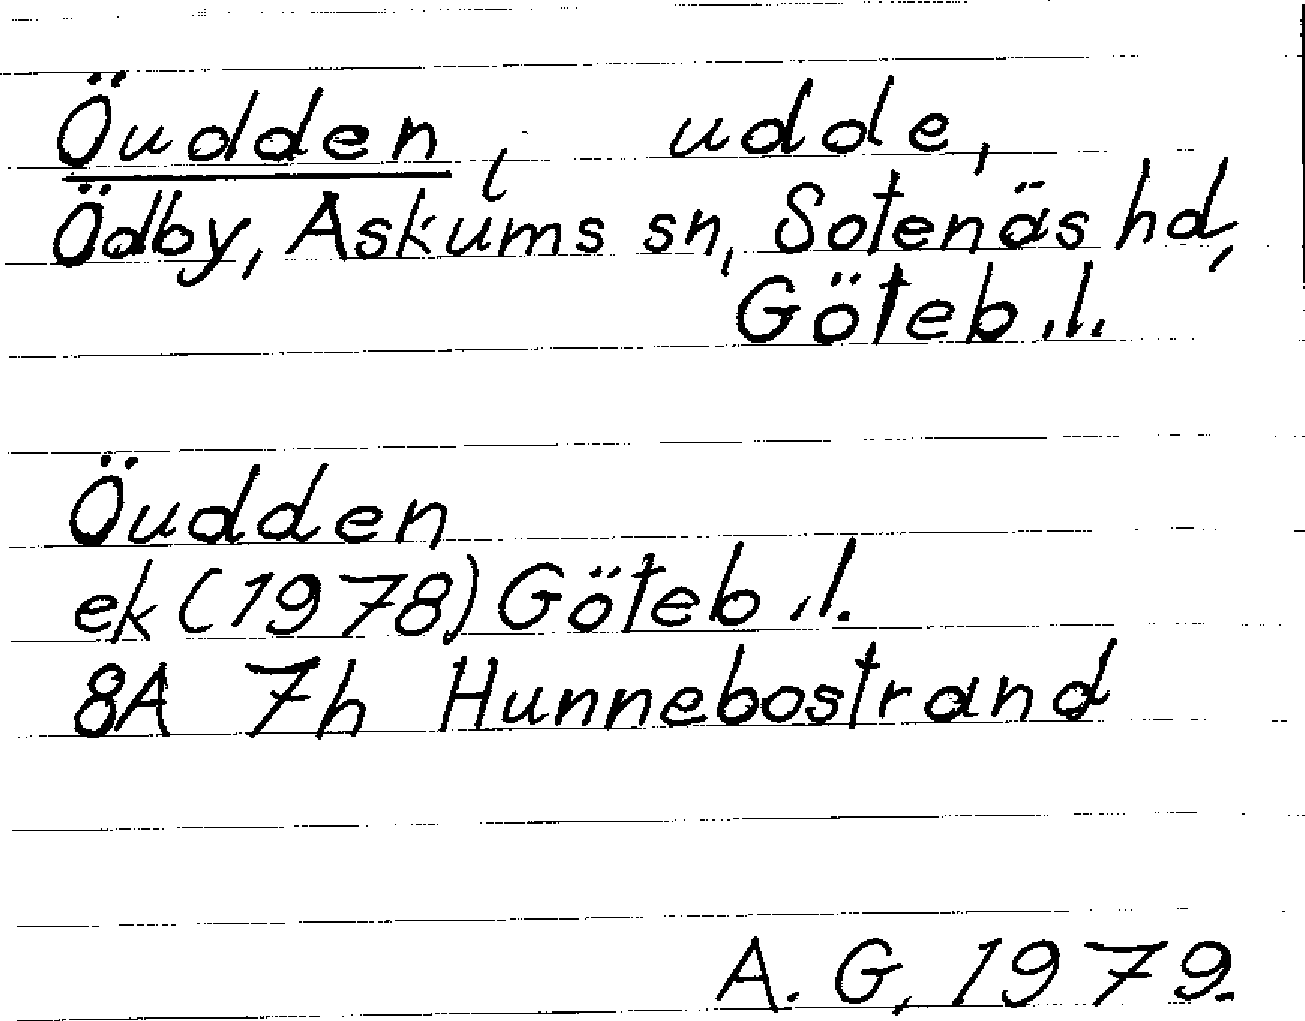 Öudden, udde,
Ödby, Askums sn, Sotenäs hd,
Göteb.l.
Öudden
ek (1978) Göteb.l.
8A 7h Hunnebostrand
A. G, 1979.